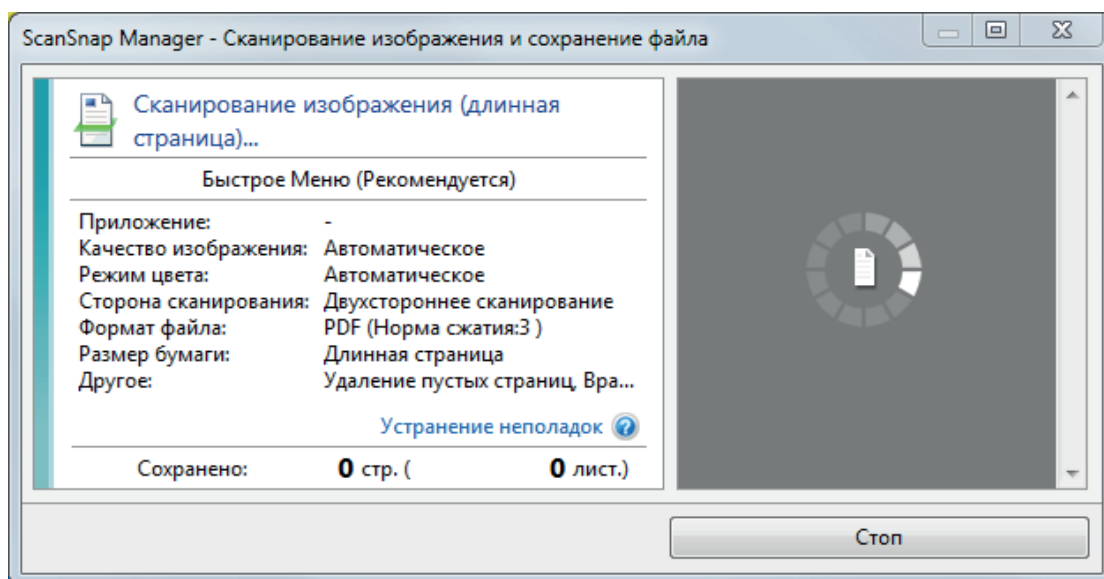 ScanSnap Manager - Сканирование изображения и сохранение файла
Сканирование изображения (длинная
страница)...
Быстрое Меню (Рекомендуется)
Приложение: -
Качество изображения: Автоматическое
Режим цвета: Автоматическое
Сторона сканирования: Двухстороннее сканирование
Формат файла: PDF (Норма сжатия:3 )
Размер бумаги: Длинная страница
Другое: Удаление пустых страниц, Вра...
Устранение неполадок
Сохранено: 0 стр. ( 0 лист.)
Стоп